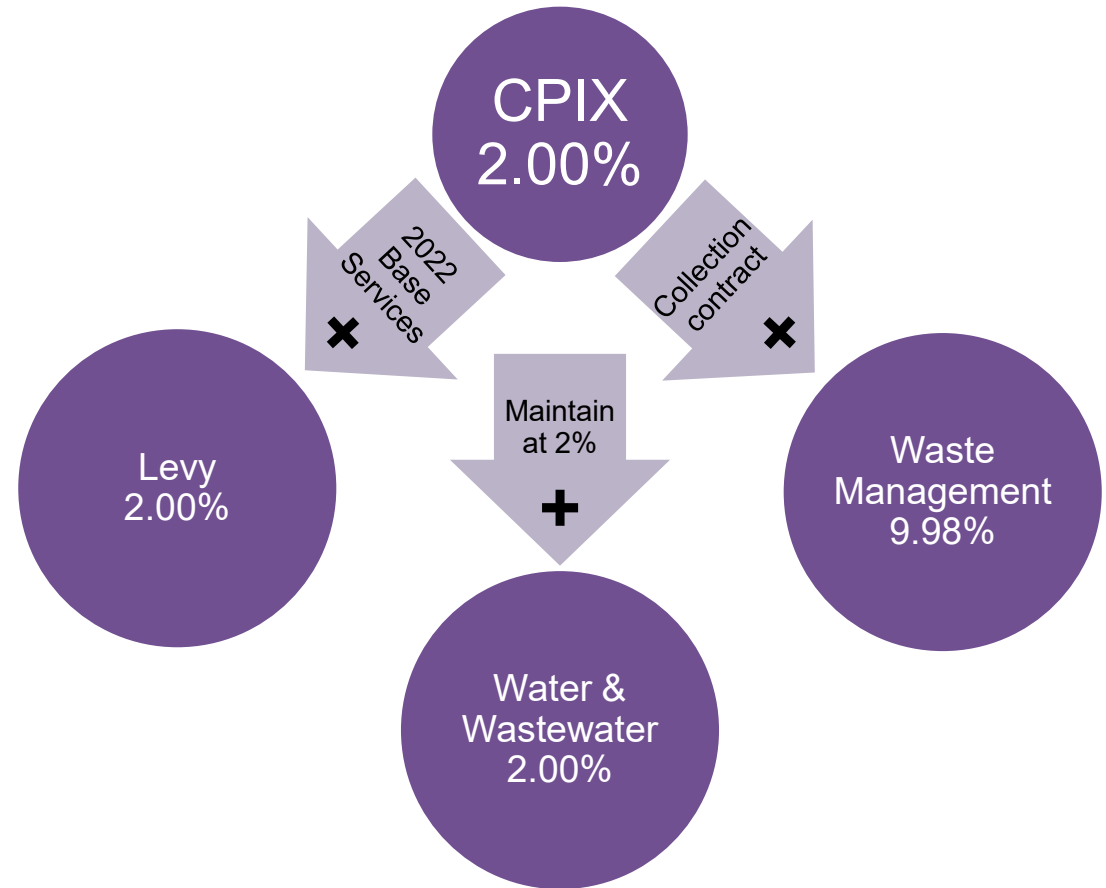 CPIX
2.00%
2022
Base
Services
Collection
contract
Maintain
at 2%
Levy
2.00%
Waste
Management
9.98%
Water &
Wastewater
2.00%